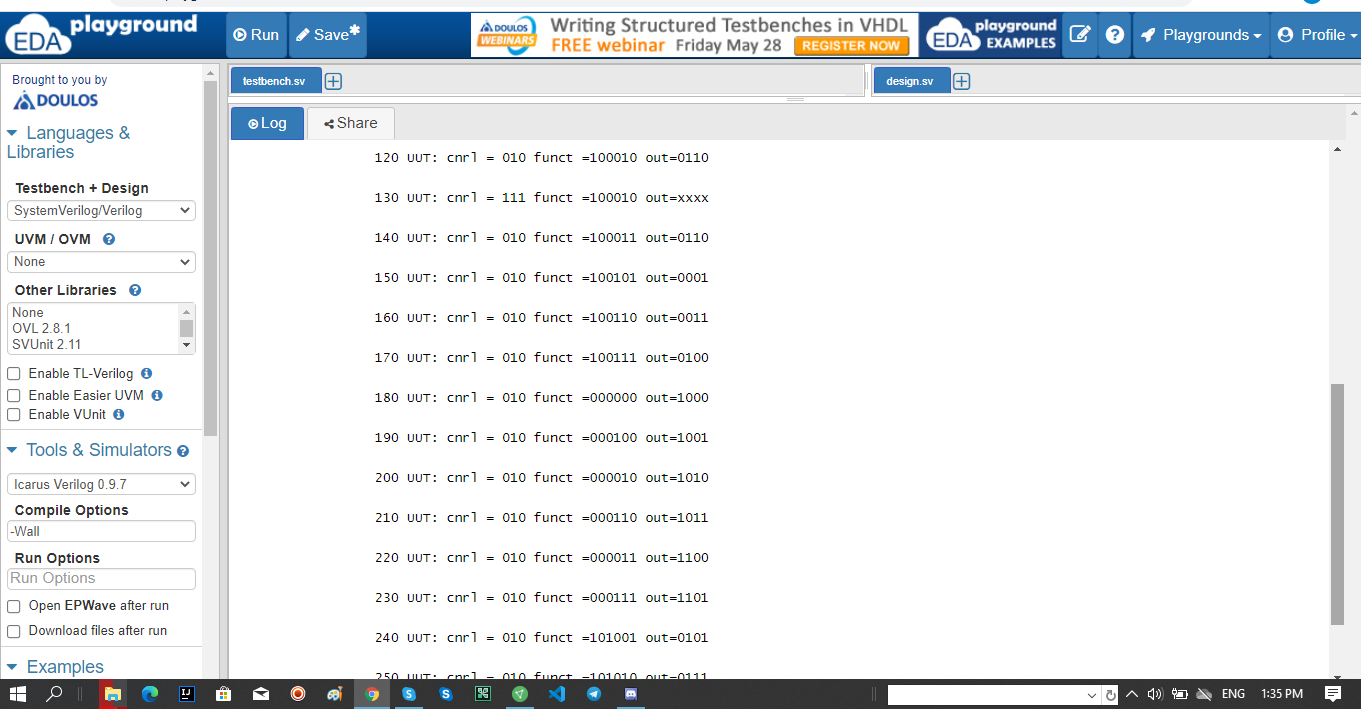 EDA playground
Run
Save*
DOULOS WEBINARS
Writing Structured Testbenches in VHDL
FREE webinar Friday May 28 REGISTER NOW
EDA playground EXAMPLES
?
Playgrounds
Profile
Brought to you by
DOULOS
Languages & Libraries
Testbench + Design
SystemVerilog/Verilog
UVM / OVM ?
None
Other Libraries ?
None
OVL 2.8.1
SVUnit 2.11
Enable TL-Verilog
Enable Easier UVM
Enable VUnit
Tools & Simulators ?
Icarus Verilog 0.9.7
Compile Options
-Wall
Run Options
Run Options
Open EPWave after run
Download files after run
Examples
testbench.sv
design.sv
Log
Share
120 UUT: cnrl = 010 funct =100010 out=0110
130 UUT: cnrl = 111 funct =100010 out=xxxx
140 UUT: cnrl = 010 funct =100011 out=0110
150 UUT: cnrl = 010 funct =100101 out=0001
160 UUT: cnrl = 010 funct =100110 out=0011
170 UUT: cnrl = 010 funct =100111 out=0100
180 UUT: cnrl = 010 funct =000000 out=1000
190 UUT: cnrl = 010 funct =000100 out=1001
200 UUT: cnrl = 010 funct =000010 out=1010
210 UUT: cnrl = 010 funct =000110 out=1011
220 UUT: cnrl = 010 funct =000011 out=1100
230 UUT: cnrl = 010 funct =000111 out=1101
240 UUT: cnrl = 010 funct =101001 out=0101
250 UUT: cnrl = 010 funct =101010 out=0111
ENG
1:35 PM